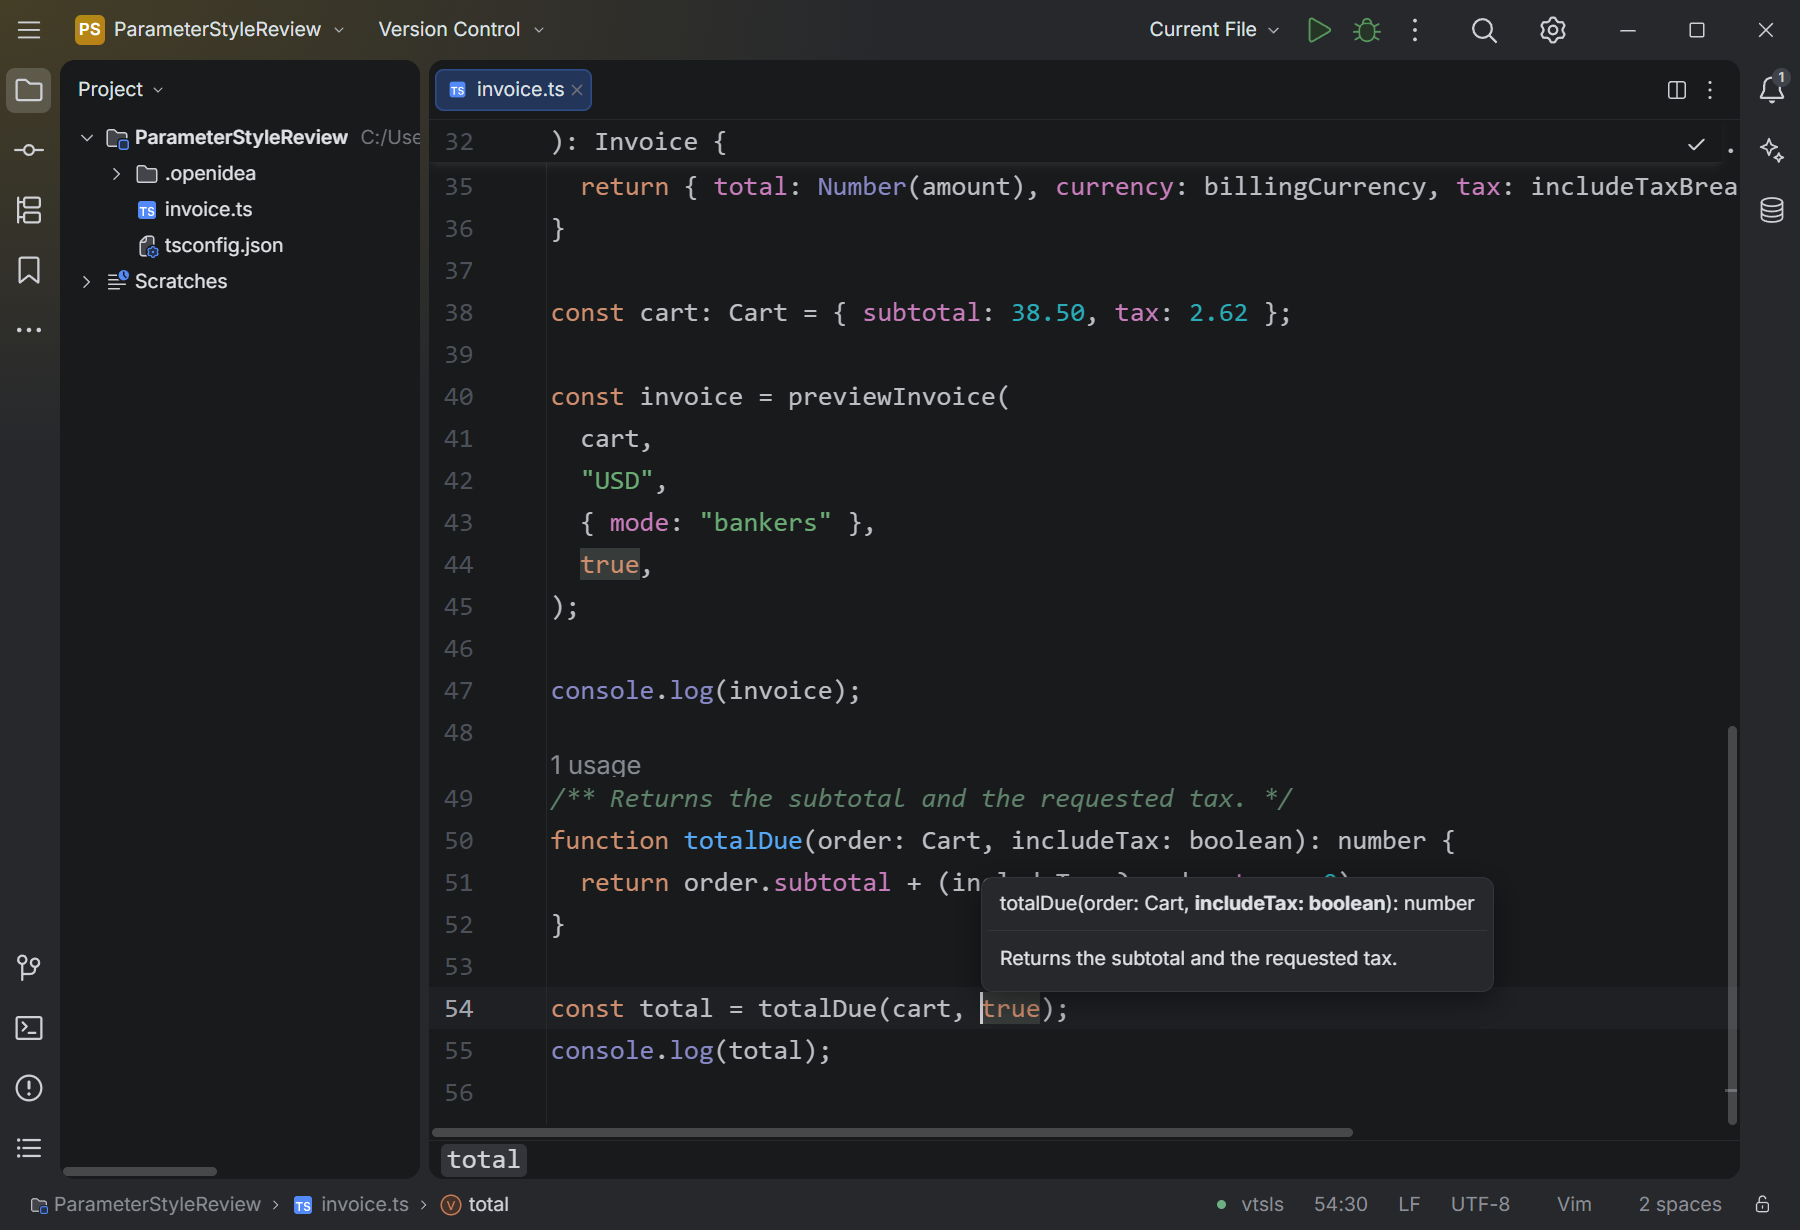 PS ParameterStyleReview Version Control Current File
Project
ParameterStyleReview C:/Use
.openidea
TS invoice.ts
tsconfig.json
Scratches
TS invoice.ts
1
32 ): Invoice {
35 return { total: Number(amount), currency: billingCurrency, tax: includeTaxBrea
36 }
37
38 const cart: Cart = { subtotal: 38.50, tax: 2.62 };
39
40 const invoice = previewInvoice(
41 cart,
42 "USD",
43 { mode: "bankers" },
44 true,
45 );
46
47 console.log(invoice);
48
1 usage
49 /** Returns the subtotal and the requested tax. */
50 function totalDue(order: Cart, includeTax: boolean): number {
51 return order.subtotal + (in
totalDue(order: Cart, includeTax: boolean): number
52 }
Returns the subtotal and the requested tax.
53
54 const total = totalDue(cart, true);
55 console.log(total);
56
total
ParameterStyleReview › TS invoice.ts › V total vtsls 54:30 LF UTF-8 Vim 2 spaces